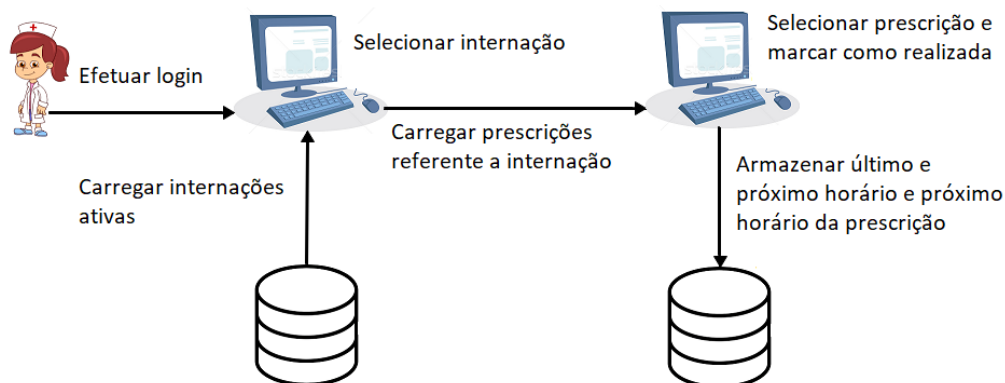 Efetuar login
Selecionar internação
Selecionar prescrição e
marcar como realizada
Carregar prescrições
referente a internação
Carregar internações
ativas
Armazenar último e
próximo horário e próximo
horário da prescrição